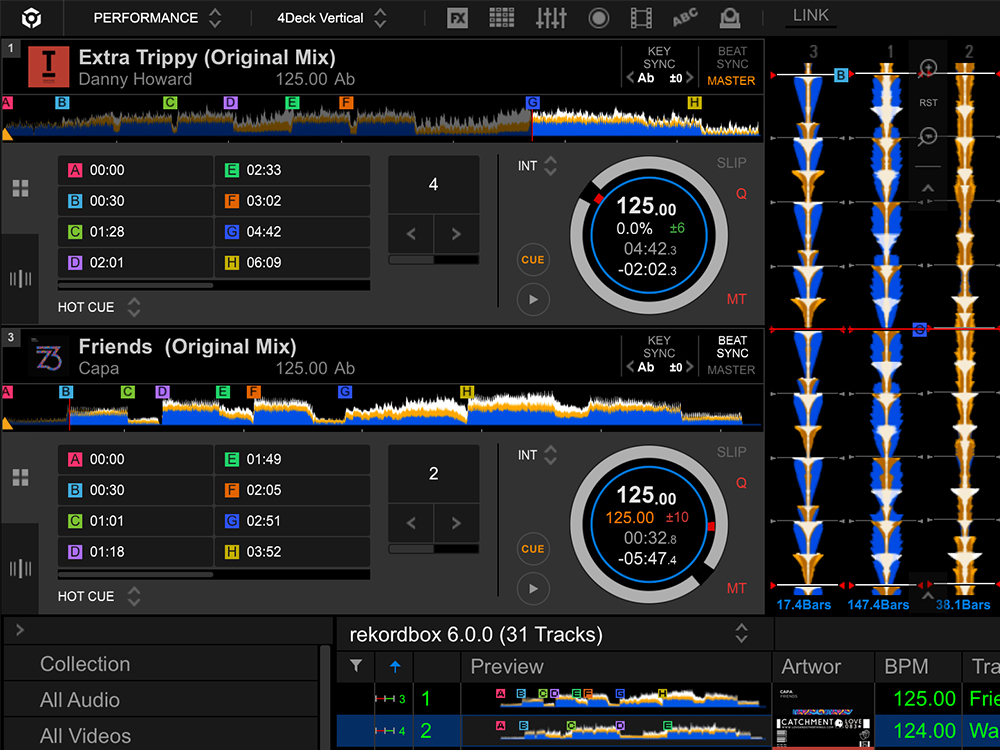 PERFORMANCE 4Deck Vertical FX ABC LINK
1 Extra Trippy (Original Mix)
Danny Howard 125.00 Ab
KEY SYNC
Ab ±0
BEAT SYNC
MASTER
A B C D E F G H
A 00:00 E 02:33
B 00:30 F 03:02
C 01:28 G 04:42
D 02:01 H 06:09
HOT CUE
4
INT
CUE
125.00
0.0% ±6
04:42.3
-02:02.3
SLIP
Q
MT
3 Friends (Original Mix)
Capa 125.00 Ab
KEY SYNC
Ab ±0
BEAT SYNC
MASTER
A B C D E F G H
A 00:00 E 01:49
B 00:30 F 02:05
C 01:01 G 02:51
D 01:18 H 03:52
HOT CUE
2
INT
CUE
125.00
125.00 ±10
00:32.8
-05:47.4
SLIP
Q
MT
3 1 2
B
RST
G
17.4Bars 147.4Bars 38.1Bars
Collection
All Audio
All Videos
rekordbox 6.0.0 (31 Tracks)
Preview Artwor BPM Tra
3 1 A B C D E F G H CAPA FRIENDS 125.00 Frie
4 2 A B C D E CATCHMENT LOVE 124.00 Wa